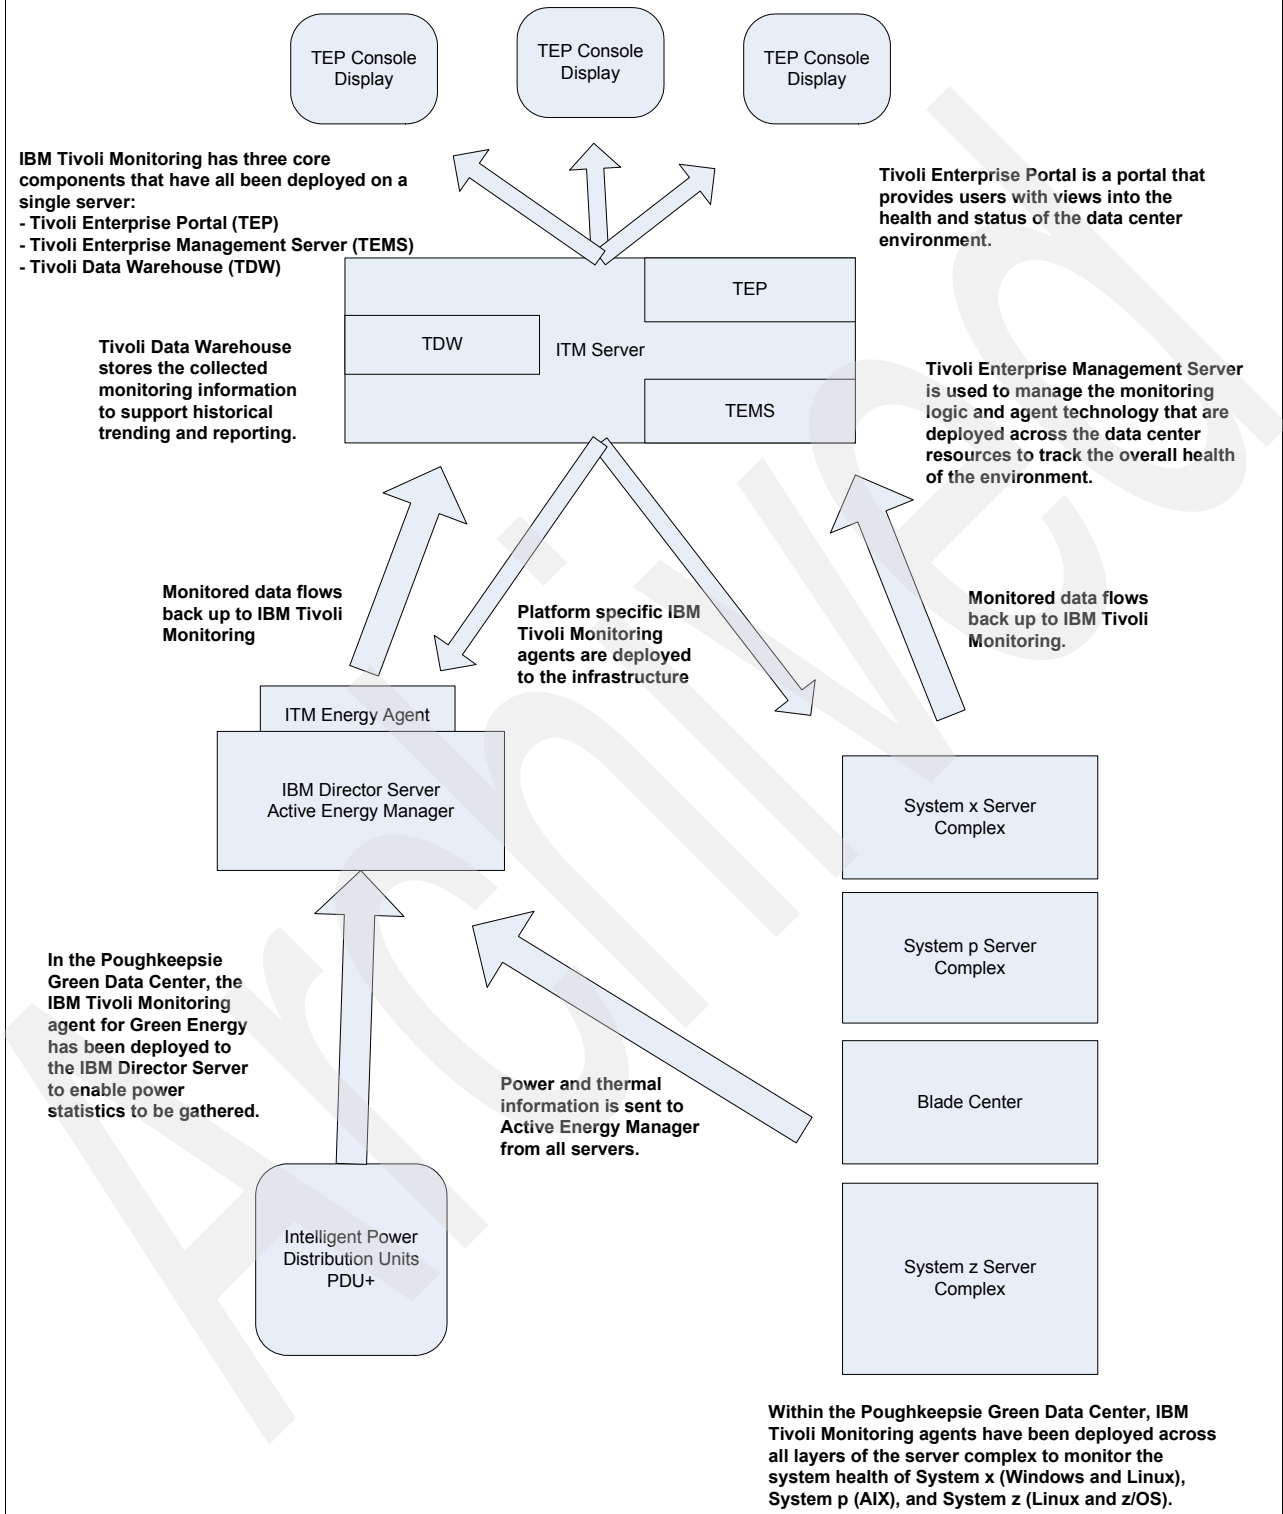 TEP Console
Display
TEP Console
Display
TEP Console
Display
IBM Tivoli Monitoring has three core
components that have all been deployed on a
single server:
- Tivoli Enterprise Portal (TEP)
- Tivoli Enterprise Management Server (TEMS)
- Tivoli Data Warehouse (TDW)
Tivoli Enterprise Portal is a portal that
provides users with views into the
health and status of the data center
environment.
TEP
TDW
ITM Server
TEMS
Tivoli Data Warehouse
stores the collected
monitoring information
to support historical
trending and reporting.
Tivoli Enterprise Management Server
is used to manage the monitoring
logic and agent technology that are
deployed across the data center
resources to track the overall health
of the environment.
Monitored data flows
back up to IBM Tivoli
Monitoring
Platform specific IBM
Tivoli Monitoring
agents are deployed
to the infrastructure
Monitored data flows
back up to IBM Tivoli
Monitoring.
ITM Energy Agent
IBM Director Server
Active Energy Manager
System x Server
Complex
System p Server
Complex
Blade Center
System z Server
Complex
In the Poughkeepsie
Green Data Center, the
IBM Tivoli Monitoring
agent for Green Energy
has been deployed to
the IBM Director Server
to enable power
statistics to be gathered.
Power and thermal
information is sent to
Active Energy Manager
from all servers.
Intelligent Power
Distribution Units
PDU+
Within the Poughkeepsie Green Data Center, IBM
Tivoli Monitoring agents have been deployed across
all layers of the server complex to monitor the
system health of System x (Windows and Linux),
System p (AIX), and System z (Linux and z/OS).
Archived